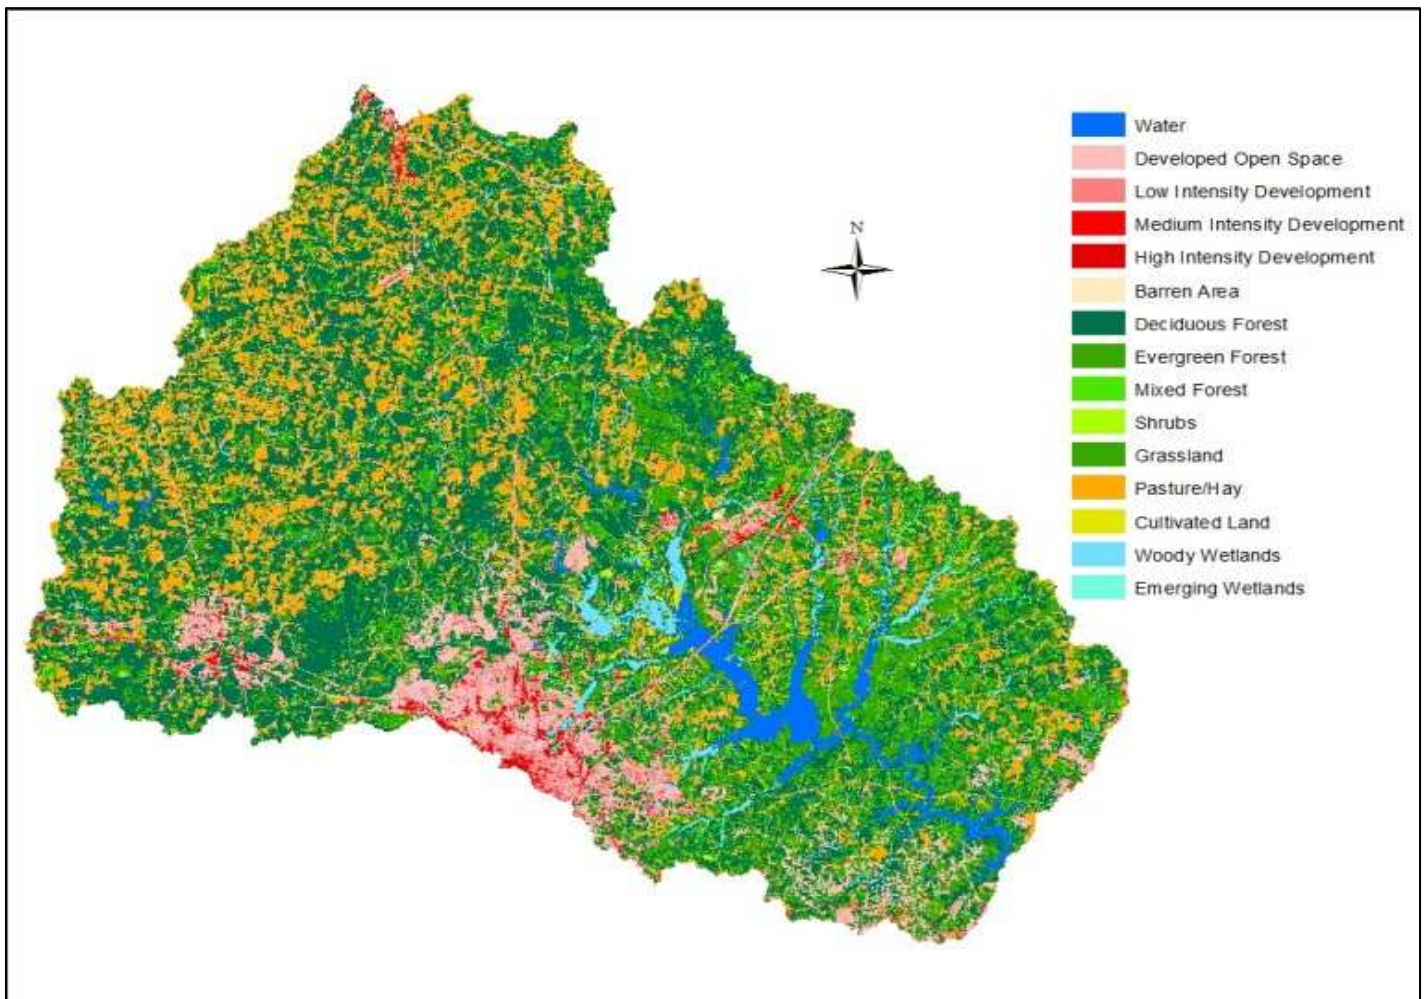 Water
Developed Open Space
Low Intensity Development
Medium Intensity Development
N
High Intensity Development
Barren Area
Deciduous Forest
Evergreen Forest
Mixed Forest
Shrubs
Grassland
Pasture/Hay
Cultivated Land
Woody Wetlands
Emerging Wetlands